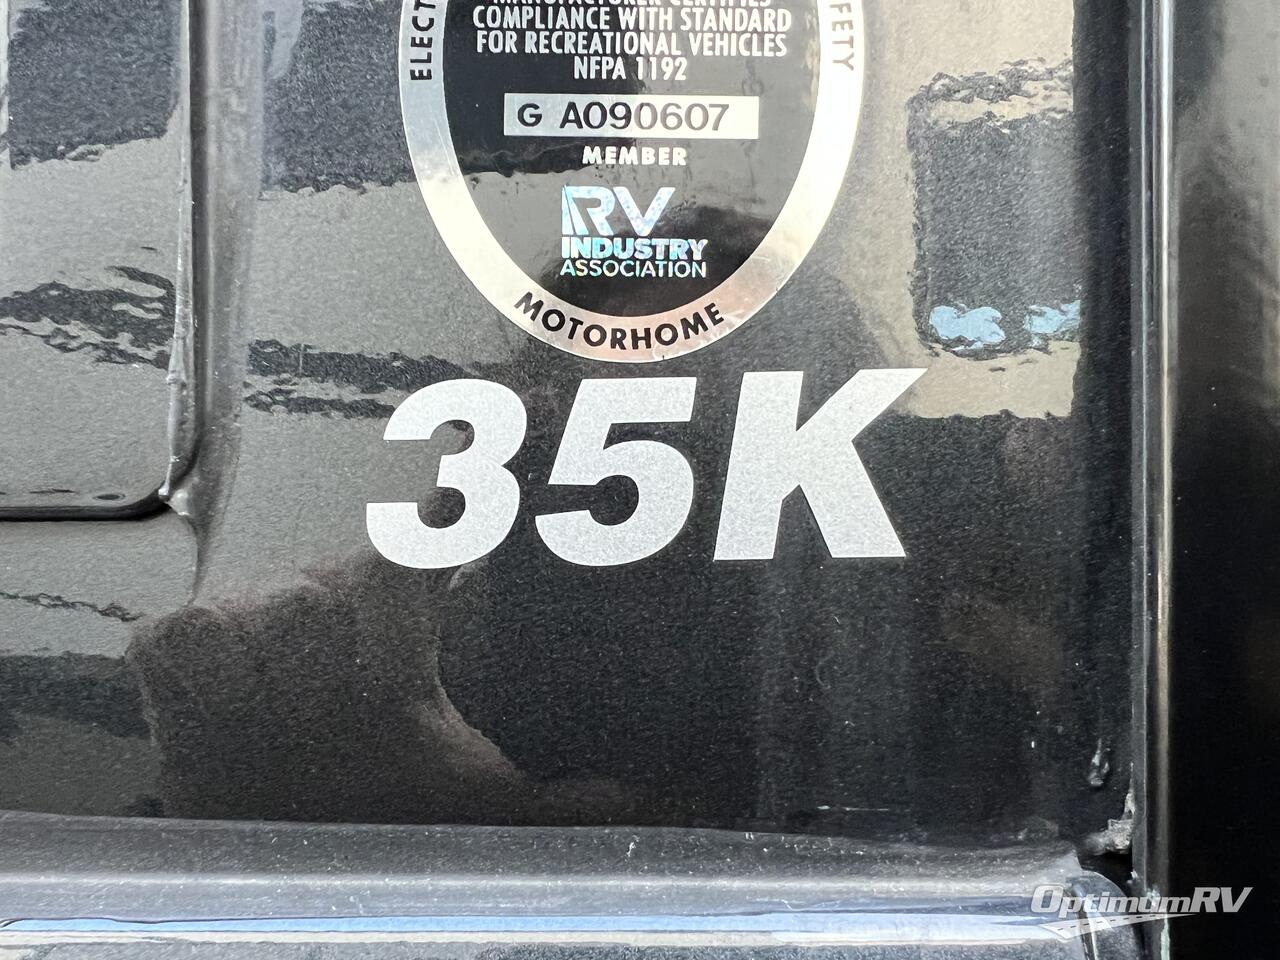 MANUFACTURER CERTIFIES
COMPLIANCE WITH STANDARD
FOR RECREATIONAL VEHICLES
NFPA 1192
G A090607
MEMBER
RV
INDUSTRY
ASSOCIATION
MOTORHOME
35K
OptimumRV